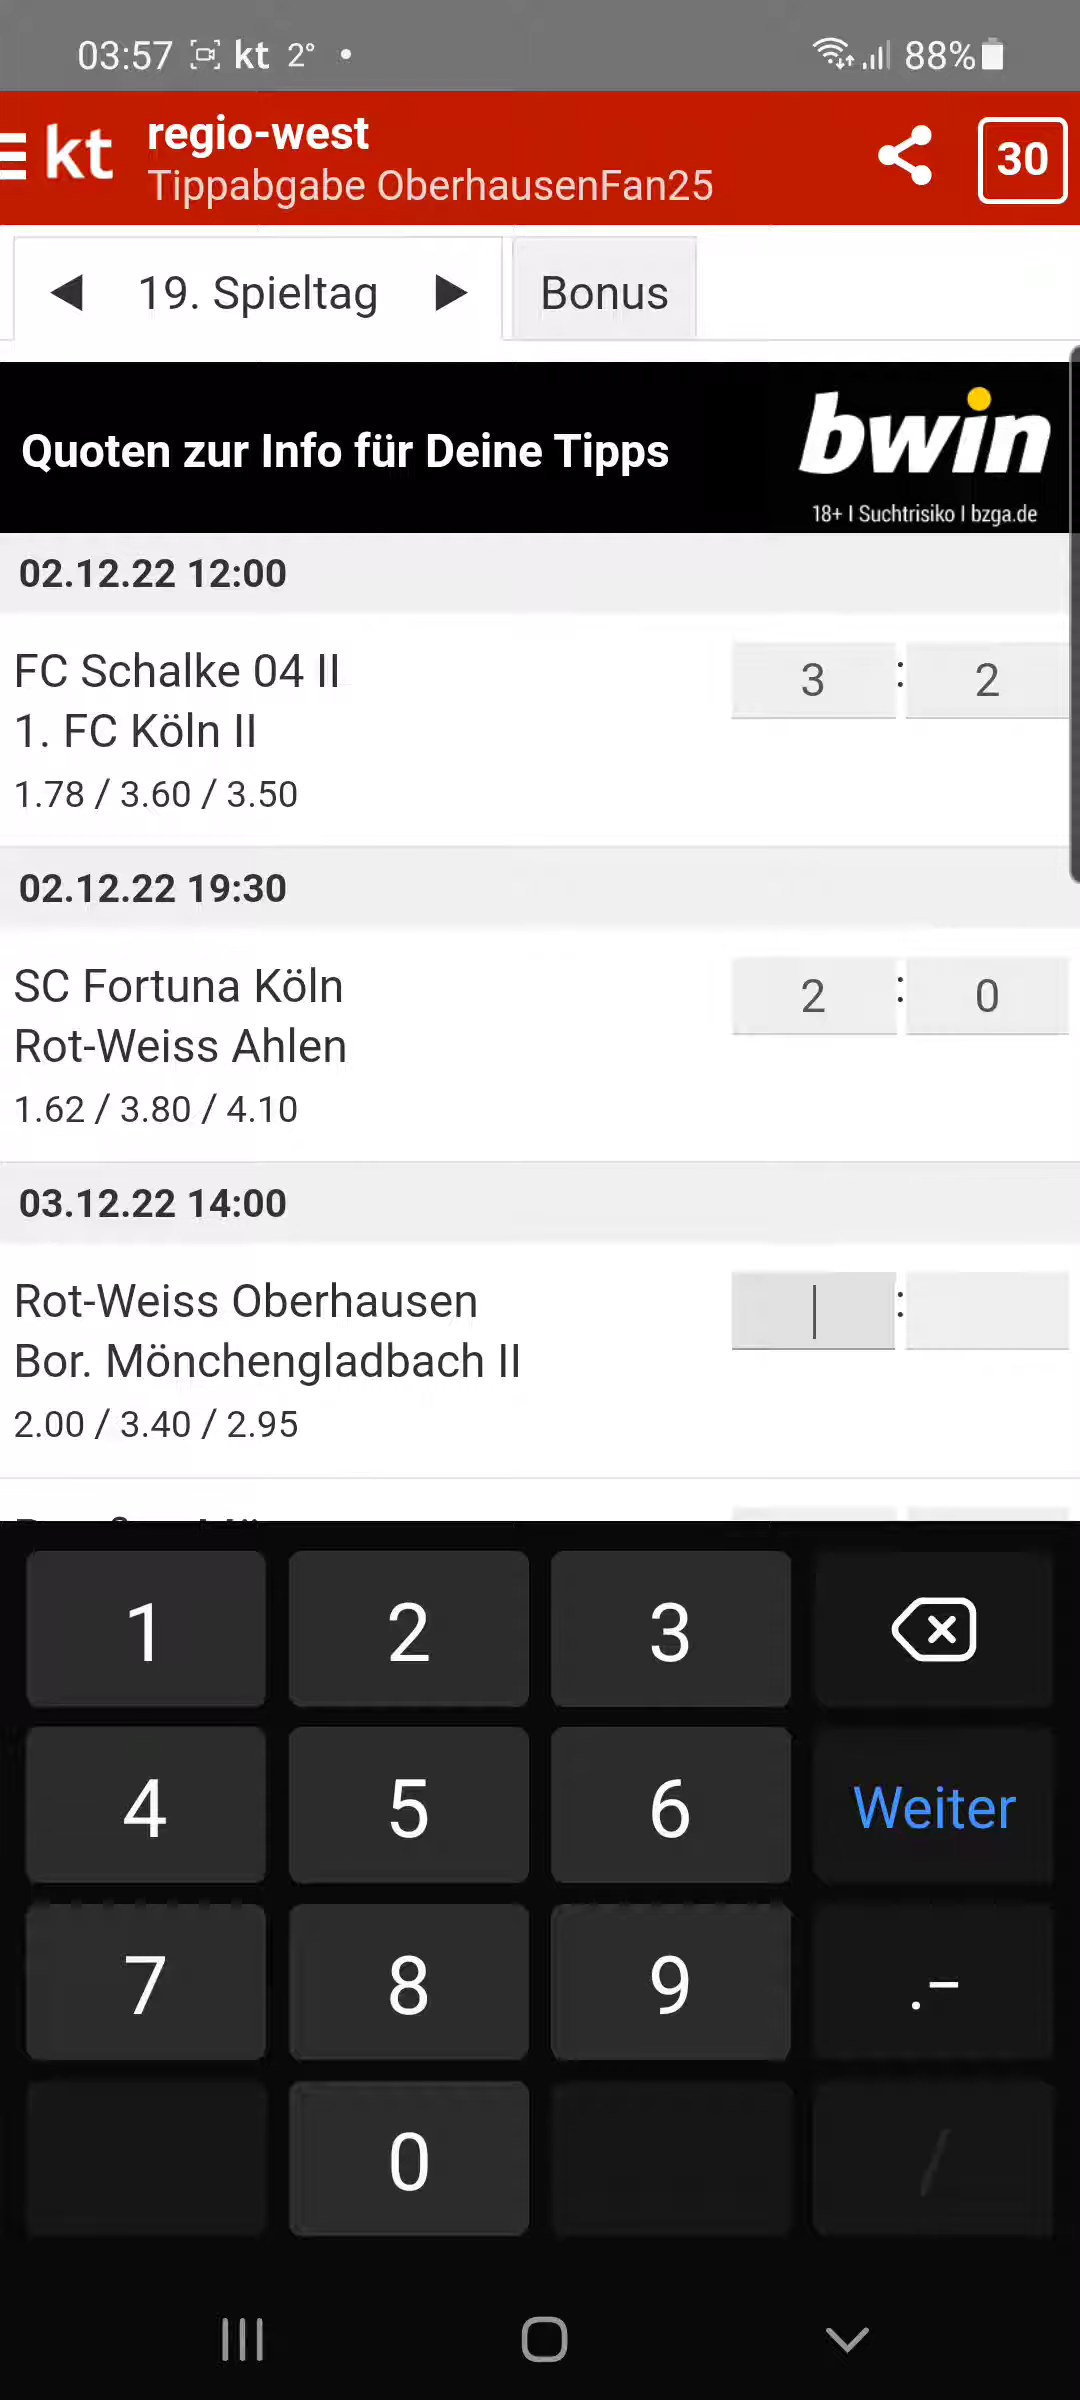 03:57 kt 2° • 88%
kt regio-west 30
Tippabgabe OberhausenFan25
19. Spieltag Bonus
Quoten zur Info für Deine Tipps bwin
18+ I Suchtrisiko I bzga.de
02.12.22 12:00
FC Schalke 04 II 3 : 2
1. FC Köln II
1.78 / 3.60 / 3.50
02.12.22 19:30
SC Fortuna Köln 2 : 0
Rot-Weiss Ahlen
1.62 / 3.80 / 4.10
03.12.22 14:00
Rot-Weiss Oberhausen :
Bor. Mönchengladbach II
2.00 / 3.40 / 2.95
1 2 3
4 5 6 Weiter
7 8 9 .-
0 /